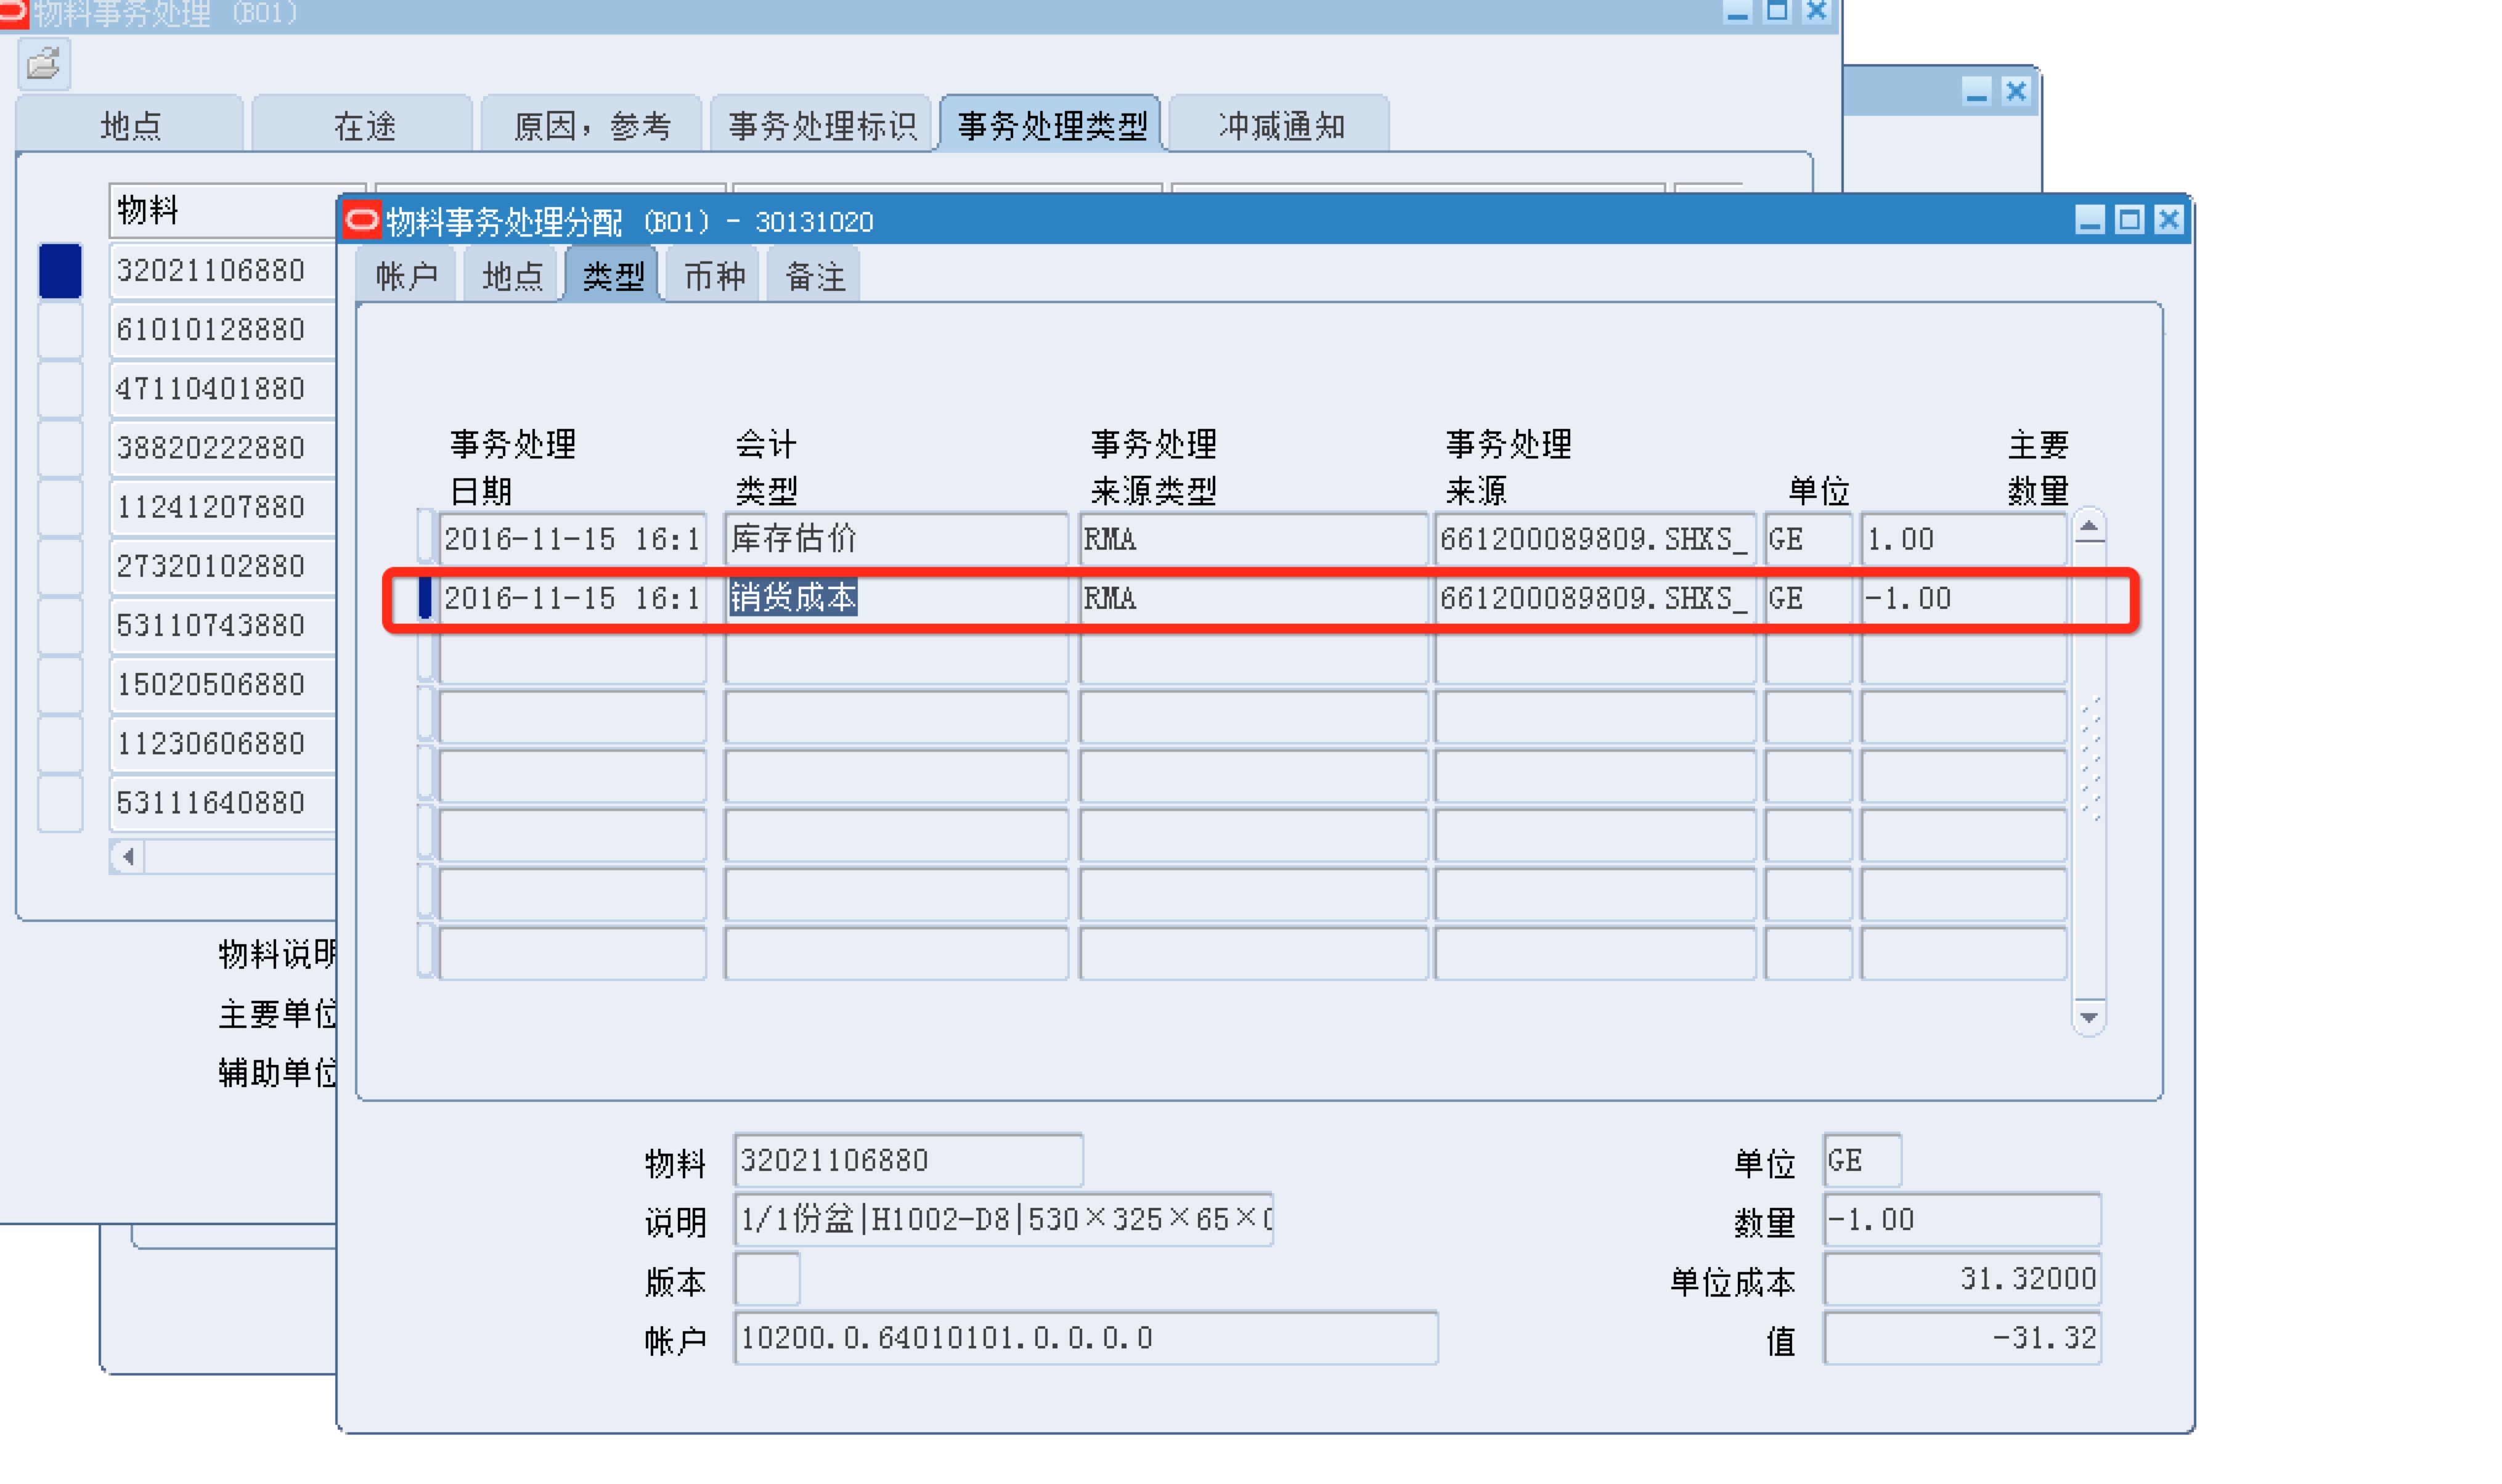 物料事务处理 (B01)
地点 在途 原因，参考 事务处理标识 事务处理类型 冲减通知
物料
32021106880
61010128880
47110401880
38820222880
11241207880
27320102880
53110743880
15020506880
11230606880
53111640880
物料说明
主要单位
辅助单位
物料事务处理分配 (B01) - 30131020
帐户 地点 类型 币种 备注
事务处理 会计 事务处理 事务处理 主要
日期 类型 来源类型 来源 单位 数量
2016-11-15 16:1 库存估价 RMA 661200089809.SHXS_ GE 1.00
2016-11-15 16:1 销货成本 RMA 661200089809.SHXS_ GE -1.00
物料 32021106880 单位 GE
说明 1/1份盆|H1002-D8|530×325×65×0 数量 -1.00
版本 单位成本 31.32000
帐户 10200.0.64010101.0.0.0.0 值 -31.32